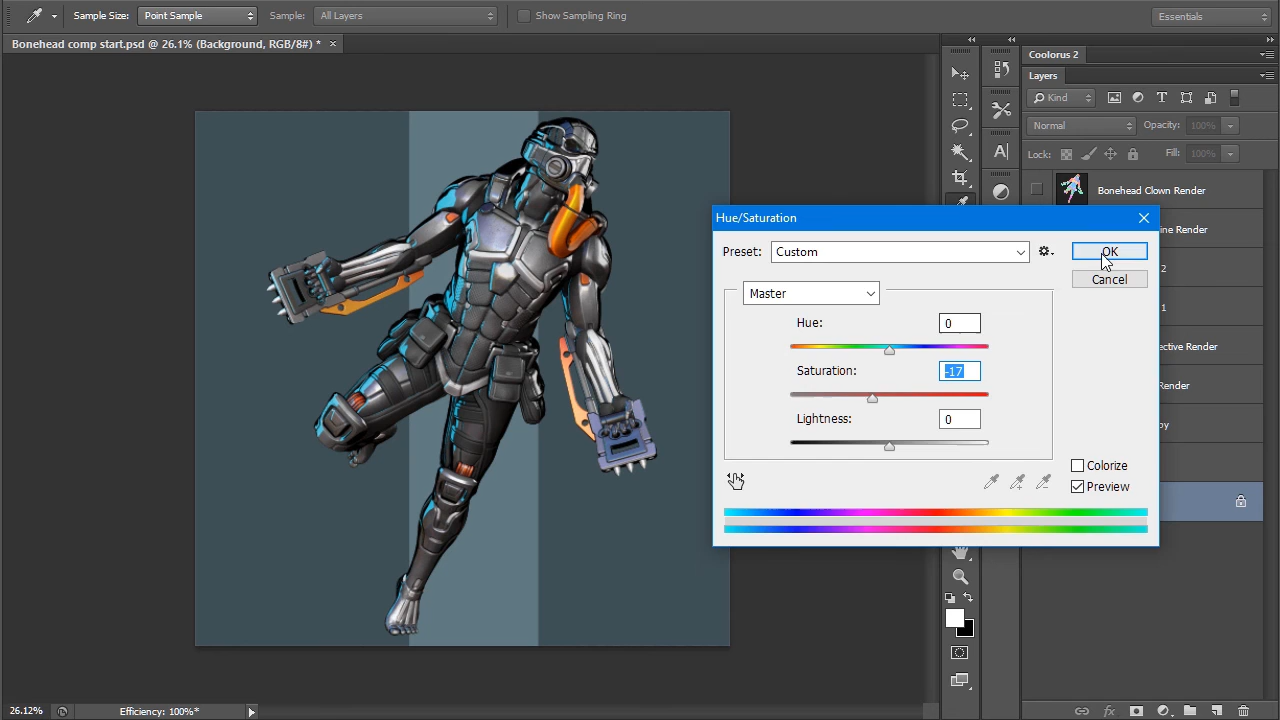 Sample Size: Point Sample Sample: All Layers Show Sampling Ring Essentials
Bonehead comp start.psd @ 26.1% (Background, RGB/8#) * ×
Coolorus 2
Layers
Kind
Normal Opacity: 100%
Lock: Fill: 100%
Bonehead Clown Render
ine Render
2
1
ective Render
Render
py
Hue/Saturation
Preset: Custom OK
Cancel
Master
Hue: 0
Saturation: -17
Lightness: 0
Colorize
Preview
26.12% Efficiency: 100%*